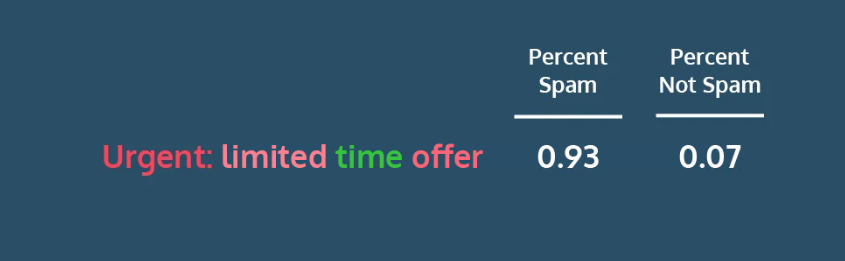 Percent Spam
Percent Not Spam
Urgent: limited time offer 0.93 0.07